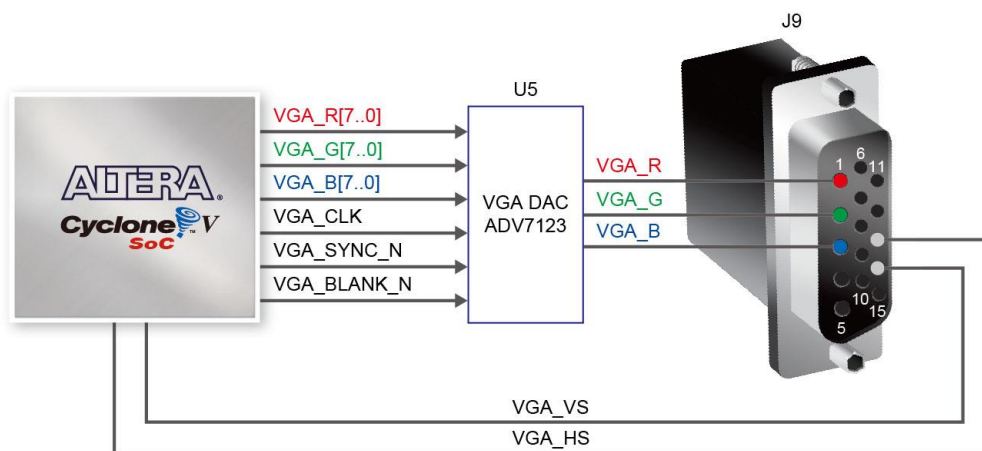 J9
U5
VGA_R[7..0]
VGA_G[7..0]
VGA_B[7..0]
VGA_CLK
VGA_SYNC_N
VGA_BLANK_N
ALTERA®
Cyclone™ V
SoC
VGA DAC
ADV7123
VGA_R
VGA_G
VGA_B
1
6
11
5
10
15
VGA_VS
VGA_HS